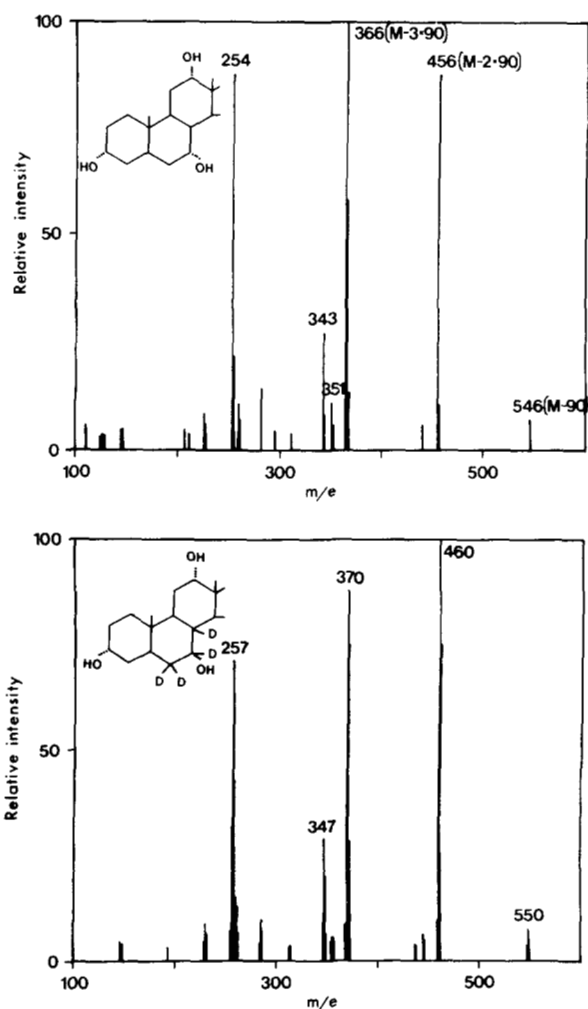 100
366(M-3•90)
OH
254
456(M-2•90)
HO
OH
Relative intensity
50
343
351
546(M-90)
0
100
300
500
m/e
100
460
OH
370
257
D
D
HO
OH
D D
Relative intensity
50
347
550
0
100
300
500
m/e